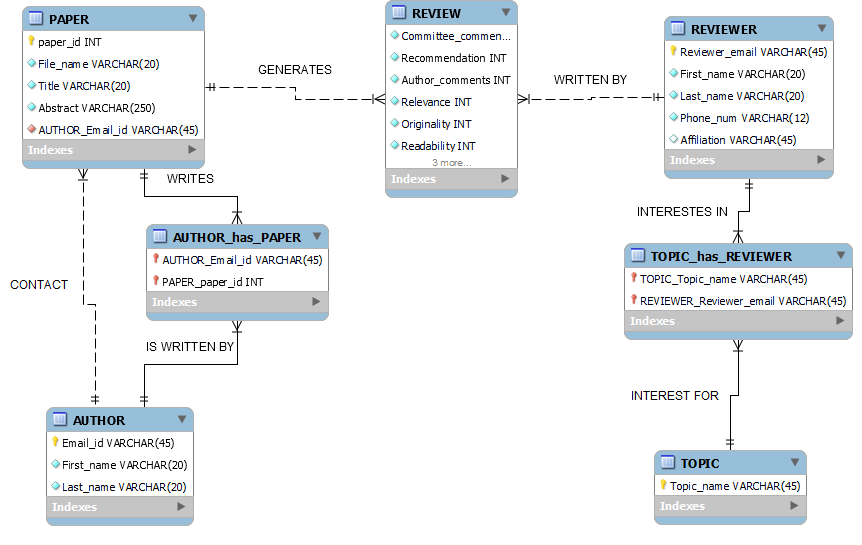 PAPER
paper_id INT
File_name VARCHAR(20)
Title VARCHAR(20)
Abstract VARCHAR(250)
AUTHOR_Email_id VARCHAR(45)
Indexes
GENERATES
REVIEW
Committee_commen...
Recommendation INT
Author_comments INT
Relevance INT
Originality INT
Readability INT
3 more...
Indexes
WRITTEN BY
REVIEWER
Reviewer_email VARCHAR(45)
First_name VARCHAR(20)
Last_name VARCHAR(20)
Phone_num VARCHAR(12)
Affiliation VARCHAR(45)
Indexes
WRITES
INTERESTES IN
AUTHOR_has_PAPER
AUTHOR_Email_id VARCHAR(45)
PAPER_paper_id INT
Indexes
TOPIC_has_REVIEWER
TOPIC_Topic_name VARCHAR(45)
REVIEWER_Reviewer_email VARCHAR(45)
Indexes
CONTACT
IS WRITTEN BY
INTEREST FOR
AUTHOR
Email_id VARCHAR(45)
First_name VARCHAR(20)
Last_name VARCHAR(20)
Indexes
TOPIC
Topic_name VARCHAR(45)
Indexes